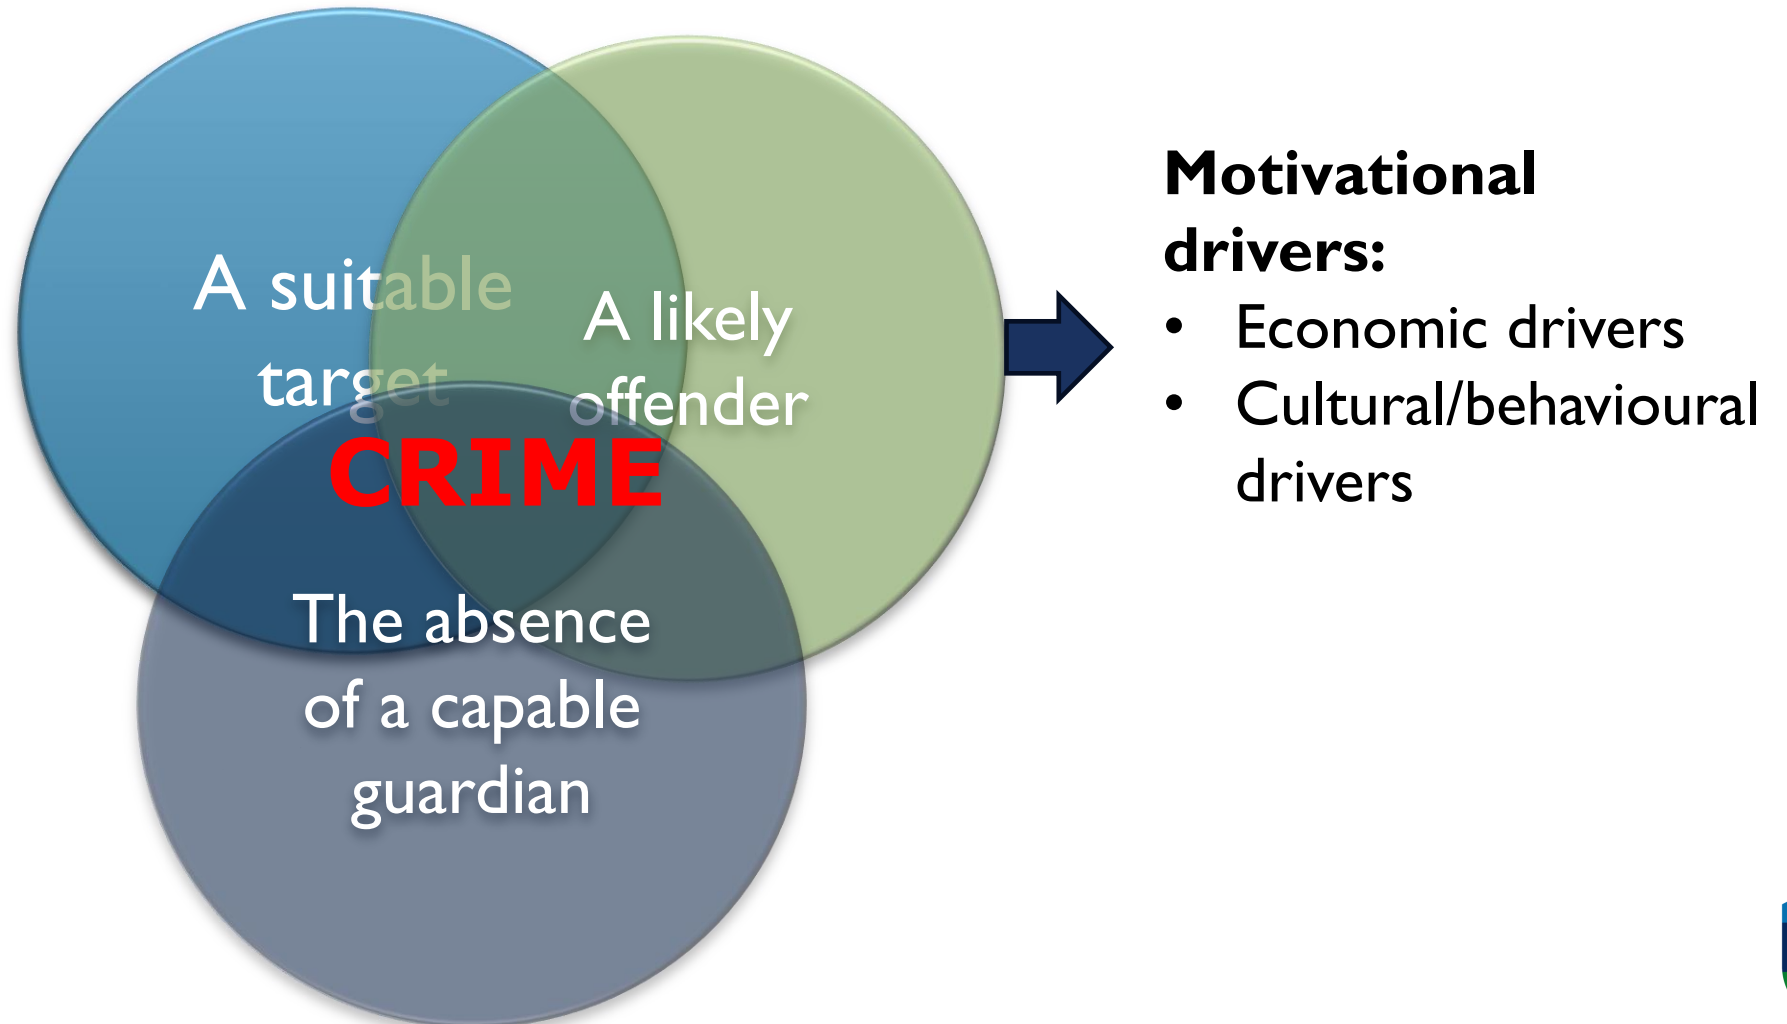 A suitable
target
A likely
offender
CRIME
The absence
of a capable
guardian
Motivational
drivers:
• Economic drivers
• Cultural/behavioural
drivers